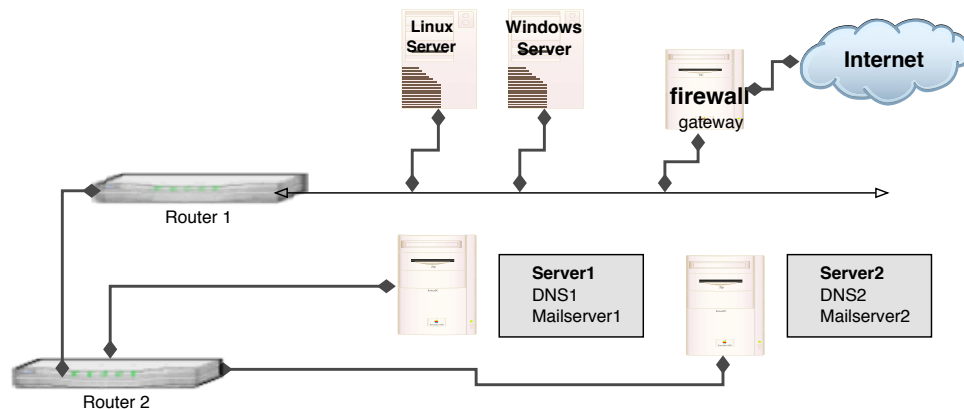 Linux
Server
Windows
Server
Internet
firewall
gateway
Router 1
Server1
DNS1
Mailserver1
Server2
DNS2
Mailserver2
Router 2